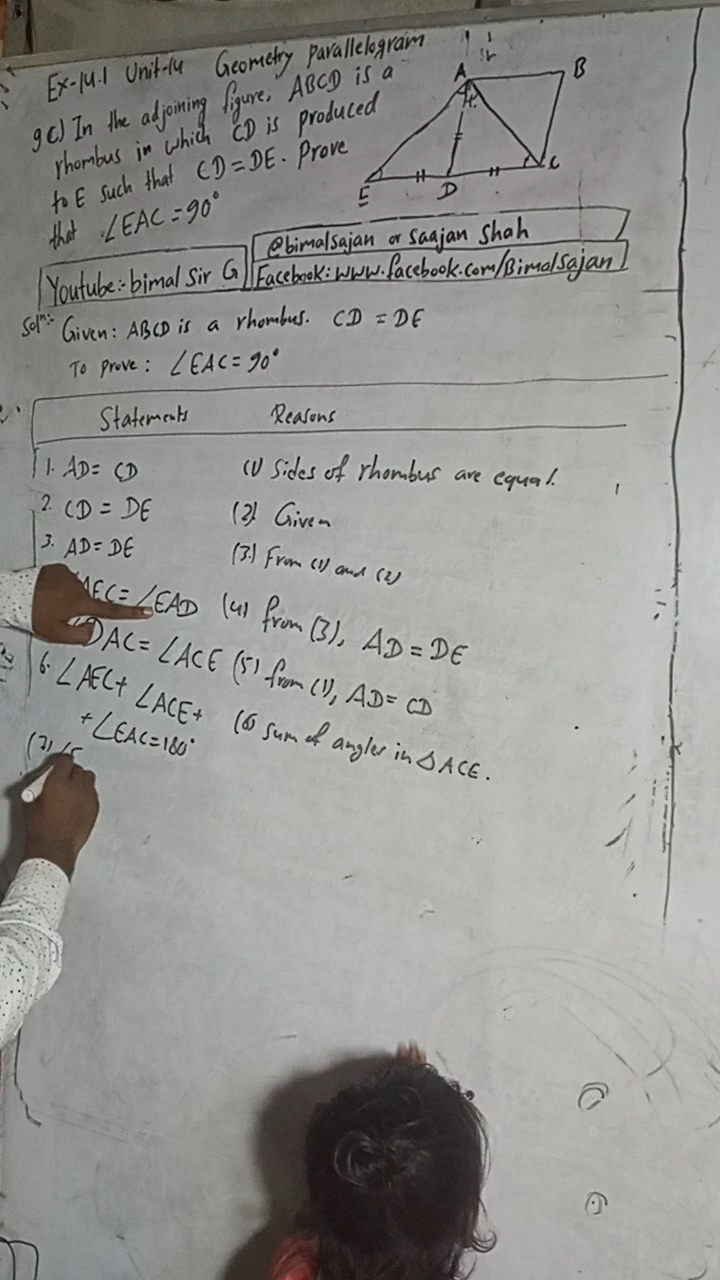 Ex-14.1 Unit-14 Geometry parallelogram
9 c) In the adjoining figure, ABCD is a
rhombus in which CD is produced
to E such that CD = DE. Prove
that ∠EAC = 90°
A
B
E
D
C
Youtube:- bimal Sir G
@bimalsajan or saajan Shah
Facebook: www.facebook.com/Bimalsajan
Solⁿ:- Given: ABCD is a rhombus. CD = DE
To prove: ∠EAC = 90°
Statements Reasons
1. AD = CD (1) Sides of rhombus are equal.
2. CD = DE (2) Given
3. AD = DE (3) From (1) and (2)
AEC = ∠EAD (4) from (3), AD = DE
DAC = ∠ACE (5) from (1), AD = CD
6. ∠AEC + ∠ACE + (6) sum of angles in △ACE.
+ ∠EAC = 180°
(7)